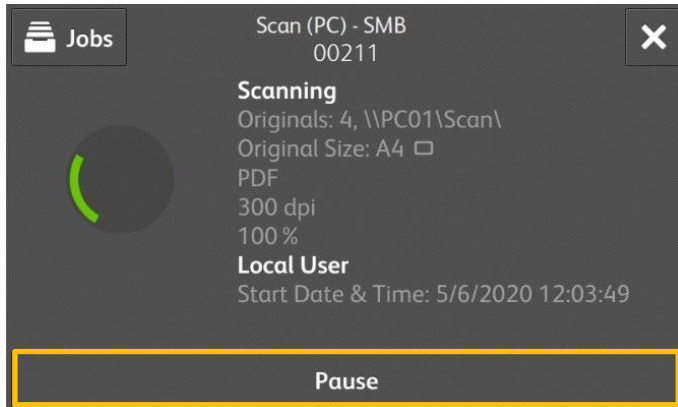 Jobs
Scan (PC) - SMB
00211
Scanning
Originals: 4, \\PC01\Scan\
Original Size: A4
PDF
300 dpi
100 %
Local User
Start Date & Time: 5/6/2020 12:03:49
Pause